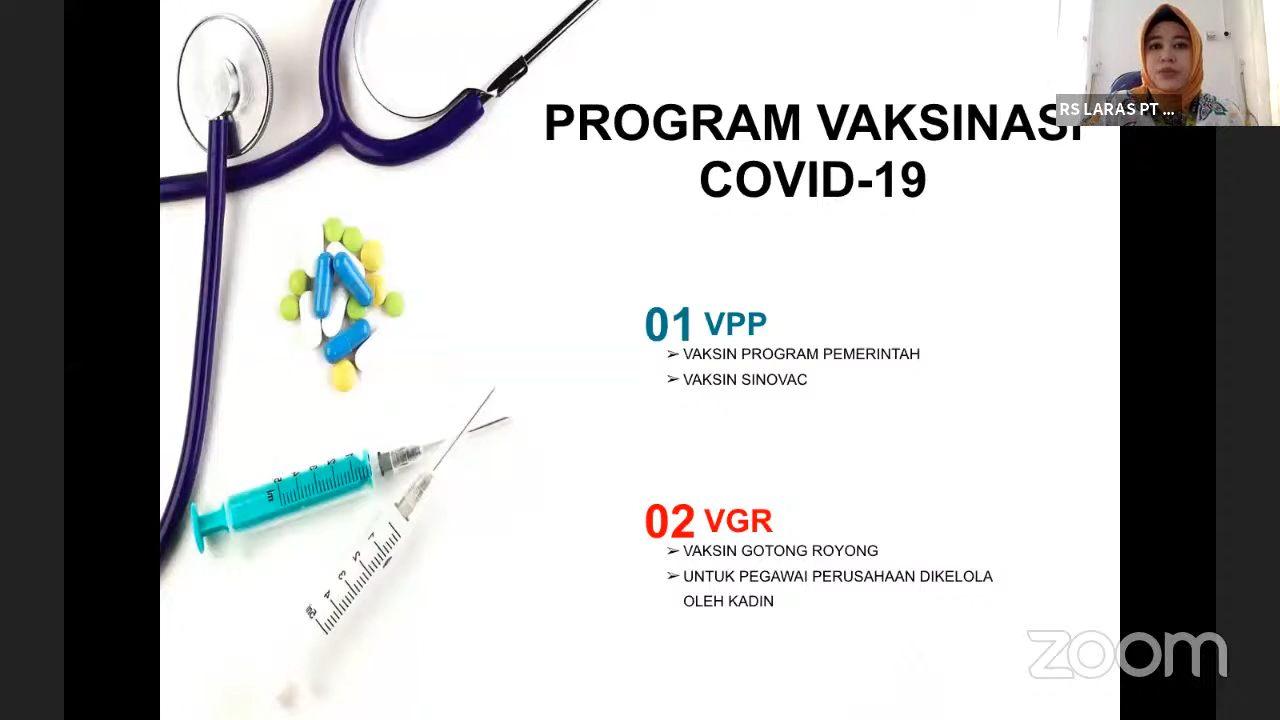 PROGRAM VAKSINASI
COVID-19
RS LARAS PT ...
01 VPP
➢ VAKSIN PROGRAM PEMERINTAH
➢ VAKSIN SINOVAC
02 VGR
➢ VAKSIN GOTONG ROYONG
➢ UNTUK PEGAWAI PERUSAHAAN DIKELOLA
OLEH KADIN
zoom